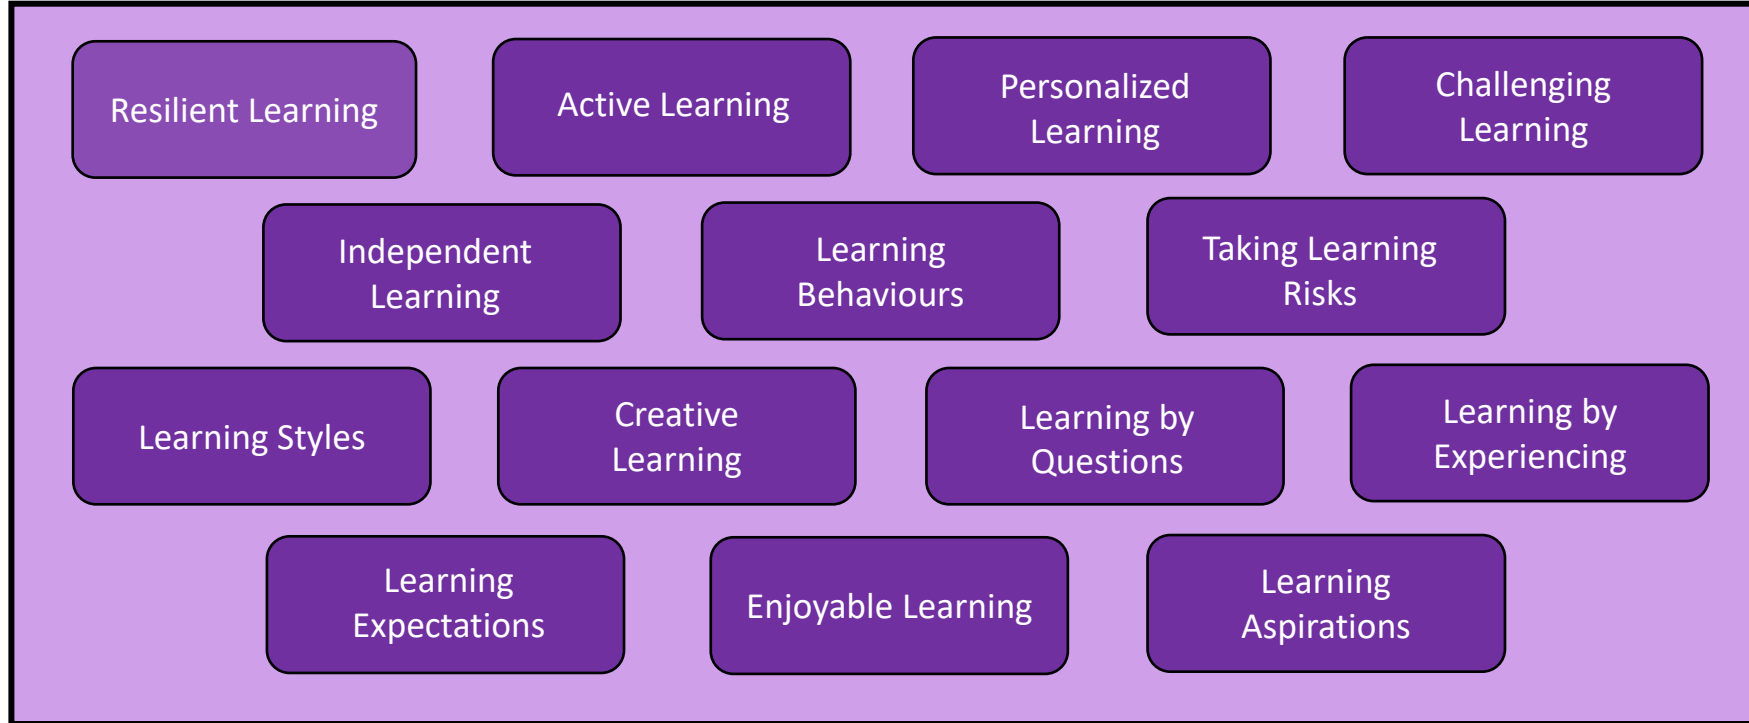 Resilient Learning
Active Learning
Personalized
Learning
Challenging
Learning
Independent
Learning
Learning
Behaviours
Taking Learning
Risks
Learning Styles
Creative
Learning
Learning by
Questions
Learning by
Experiencing
Learning
Expectations
Enjoyable Learning
Learning
Aspirations